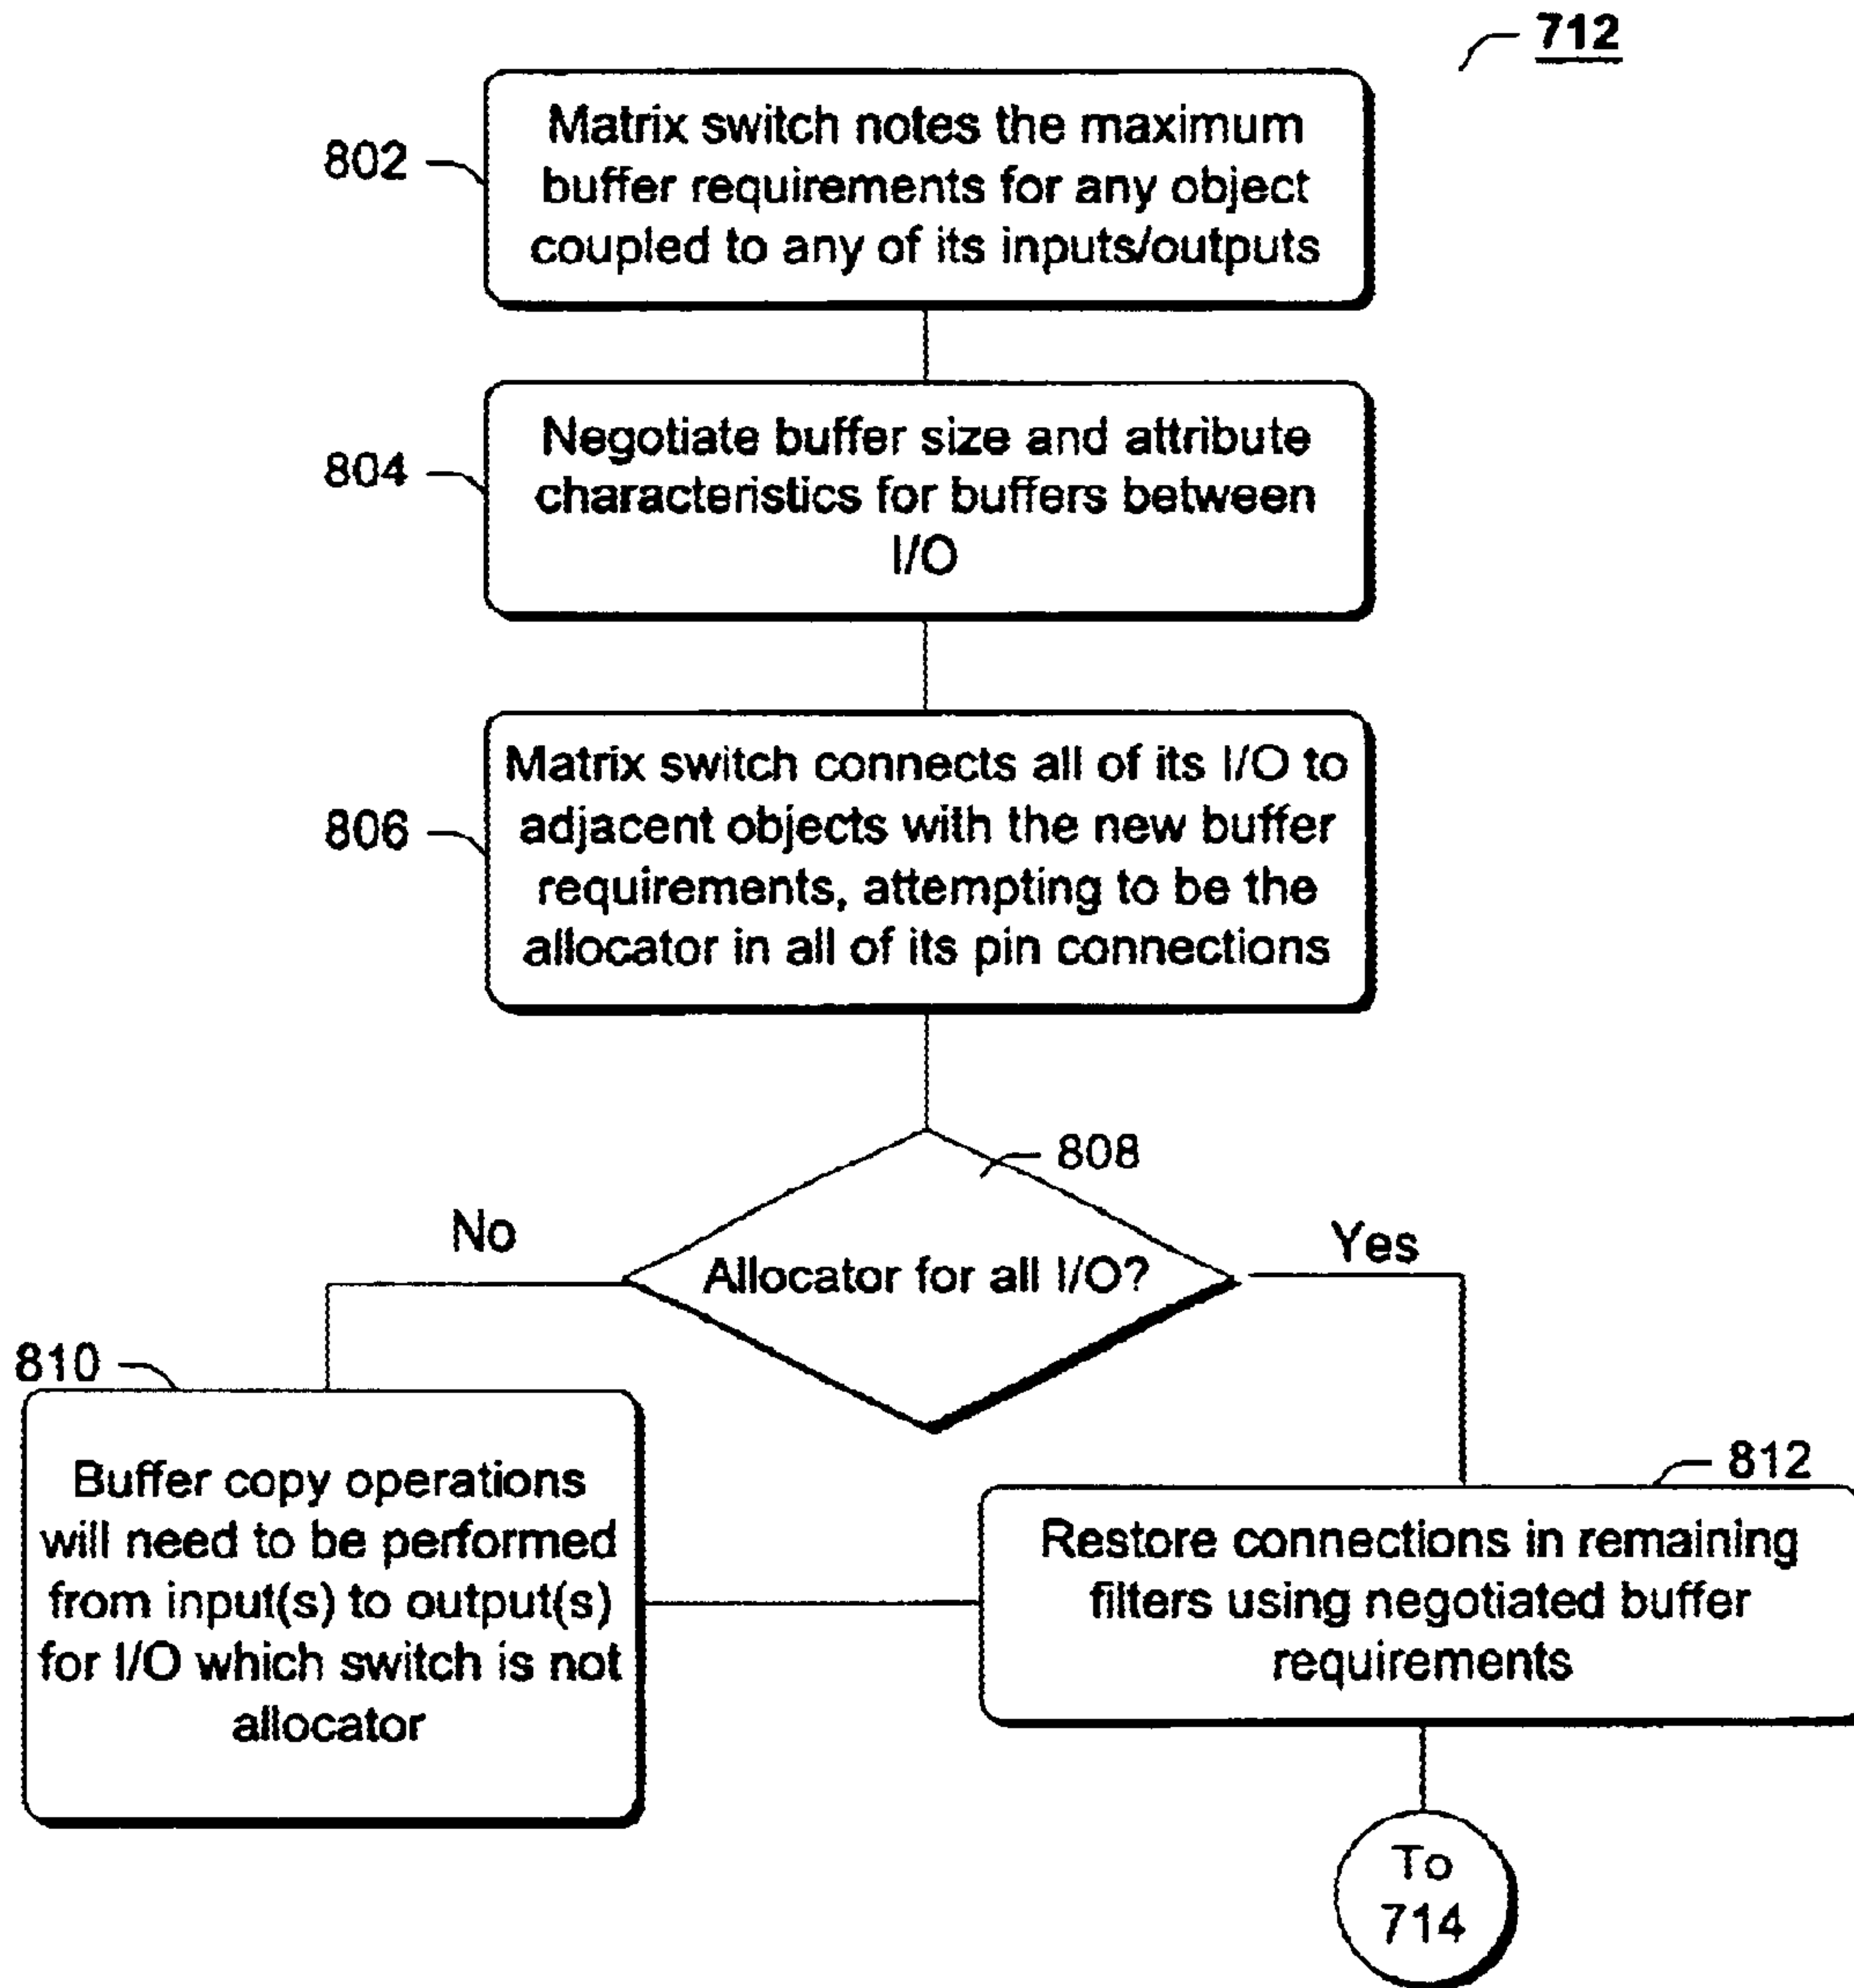 712
802
Matrix switch notes the maximum
buffer requirements for any object
coupled to any of its inputs/outputs
804
Negotiate buffer size and attribute
characteristics for buffers between
I/O
806
Matrix switch connects all of its I/O to
adjacent objects with the new buffer
requirements, attempting to be the
allocator in all of its pin connections
808
No
Allocator for all I/O?
Yes
810
Buffer copy operations
will need to be performed
from input(s) to output(s)
for I/O which switch is not
allocator
812
Restore connections in remaining
filters using negotiated buffer
requirements
To
714